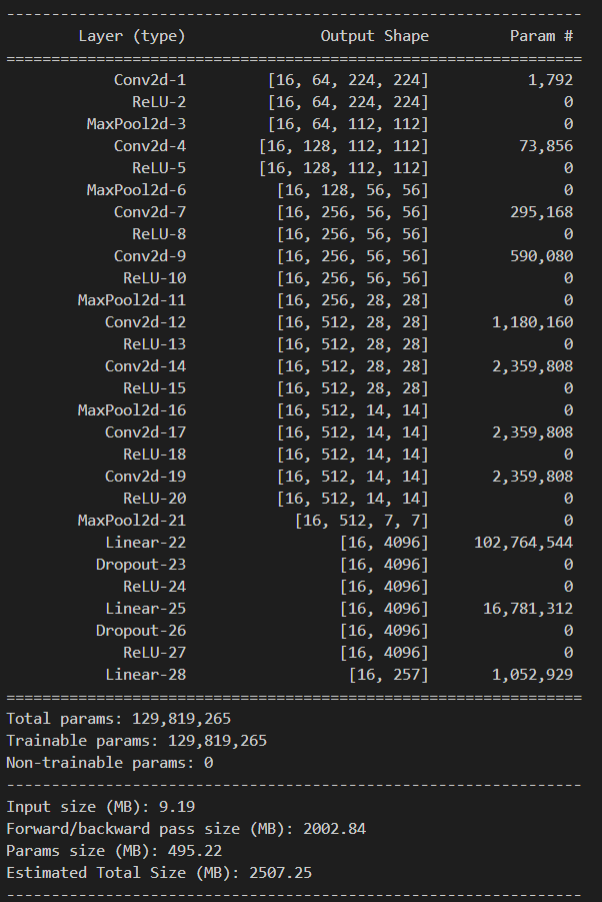 ----------------------------------------------------------------
Layer (type) Output Shape Param #
================================================================
Conv2d-1 [16, 64, 224, 224] 1,792
ReLU-2 [16, 64, 224, 224] 0
MaxPool2d-3 [16, 64, 112, 112] 0
Conv2d-4 [16, 128, 112, 112] 73,856
ReLU-5 [16, 128, 112, 112] 0
MaxPool2d-6 [16, 128, 56, 56] 0
Conv2d-7 [16, 256, 56, 56] 295,168
ReLU-8 [16, 256, 56, 56] 0
Conv2d-9 [16, 256, 56, 56] 590,080
ReLU-10 [16, 256, 56, 56] 0
MaxPool2d-11 [16, 256, 28, 28] 0
Conv2d-12 [16, 512, 28, 28] 1,180,160
ReLU-13 [16, 512, 28, 28] 0
Conv2d-14 [16, 512, 28, 28] 2,359,808
ReLU-15 [16, 512, 28, 28] 0
MaxPool2d-16 [16, 512, 14, 14] 0
Conv2d-17 [16, 512, 14, 14] 2,359,808
ReLU-18 [16, 512, 14, 14] 0
Conv2d-19 [16, 512, 14, 14] 2,359,808
ReLU-20 [16, 512, 14, 14] 0
MaxPool2d-21 [16, 512, 7, 7] 0
Linear-22 [16, 4096] 102,764,544
Dropout-23 [16, 4096] 0
ReLU-24 [16, 4096] 0
Linear-25 [16, 4096] 16,781,312
Dropout-26 [16, 4096] 0
ReLU-27 [16, 4096] 0
Linear-28 [16, 257] 1,052,929
================================================================
Total params: 129,819,265
Trainable params: 129,819,265
Non-trainable params: 0
----------------------------------------------------------------
Input size (MB): 9.19
Forward/backward pass size (MB): 2002.84
Params size (MB): 495.22
Estimated Total Size (MB): 2507.25
----------------------------------------------------------------